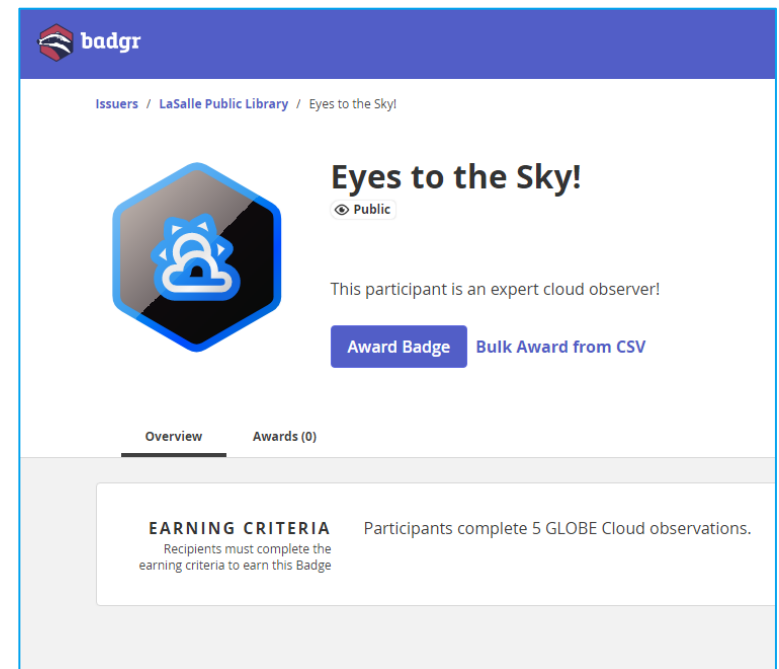 badgr
Issuers / LaSalle Public Library / Eyes to the Sky!
Eyes to the Sky!
Public
This participant is an expert cloud observer!
Award Badge Bulk Award from CSV
Overview Awards (0)
EARNING CRITERIA Participants complete 5 GLOBE Cloud observations.
Recipients must complete the
earning criteria to earn this Badge